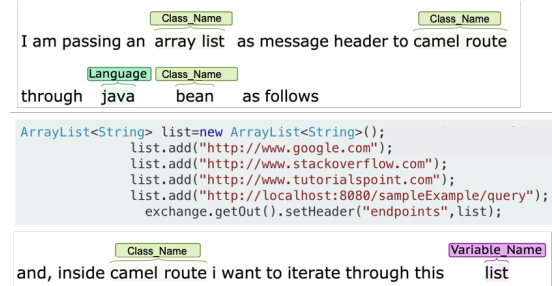 Class_Name Class_Name
I am passing an array list as message header to camel route
Language Class_Name
through java bean as follows
ArrayList<String> list=new ArrayList<String>();
list.add("http://www.google.com");
list.add("http://www.stackoverflow.com");
list.add("http://www.tutorialspoint.com");
list.add("http://localhost:8080/sampleExample/query");
exchange.getOut().setHeader("endpoints",list);
Class_Name Variable_Name
and, inside camel route i want to iterate through this list